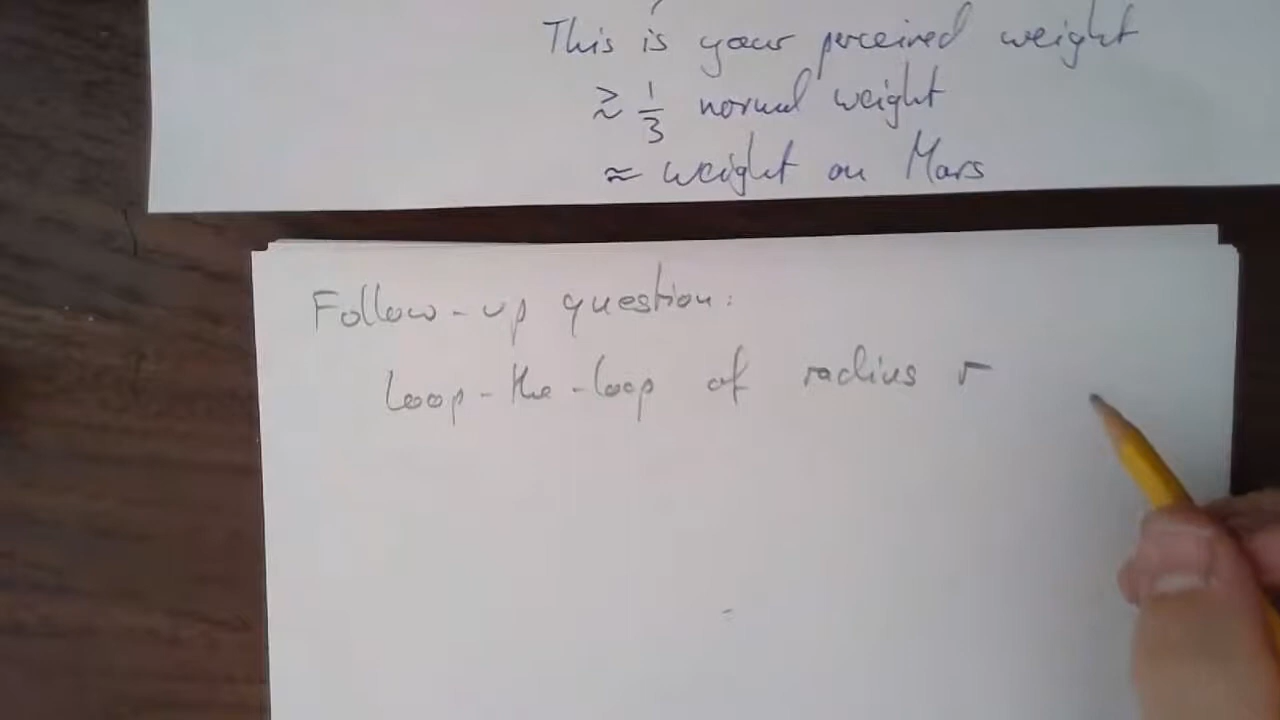 This is your perceived weight
≳ 1/3 normal weight
≈ weight on Mars
Follow-up question:
Loop-the-loop of radius r